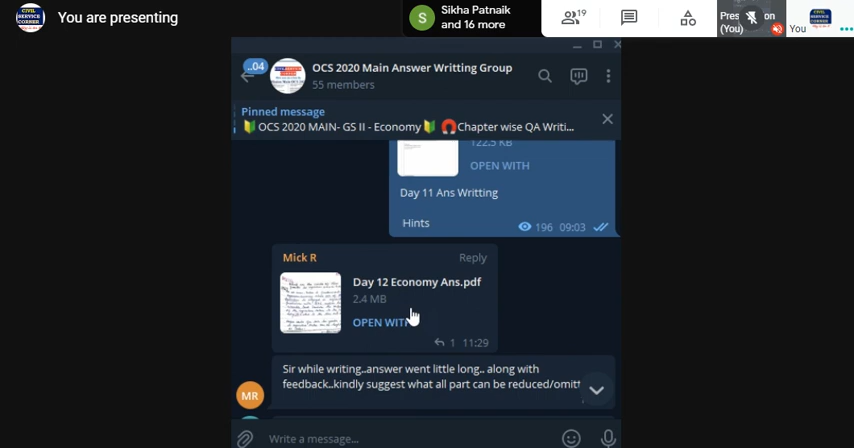 You are presenting
S
Sikha Patnaik
and 16 more
19
(You)
You
CIVIL
SERVICE
CORNER
..04
OCS 2020 Main Answer Writting Group
55 members
Pinned message
🔰OCS 2020 MAIN- GS II - Economy🔰 🧲Chapter wise QA Writi...
122.5 KB
OPEN WITH
Day 11 Ans Writting
Hints
196 09:03
Mick R
Reply
Day 12 Economy Ans.pdf
2.4 MB
OPEN WITH
1 11:29
Sir while writing..answer went little long.. along with
feedback..kindly suggest what all part can be reduced/omitt
MR
Write a message...